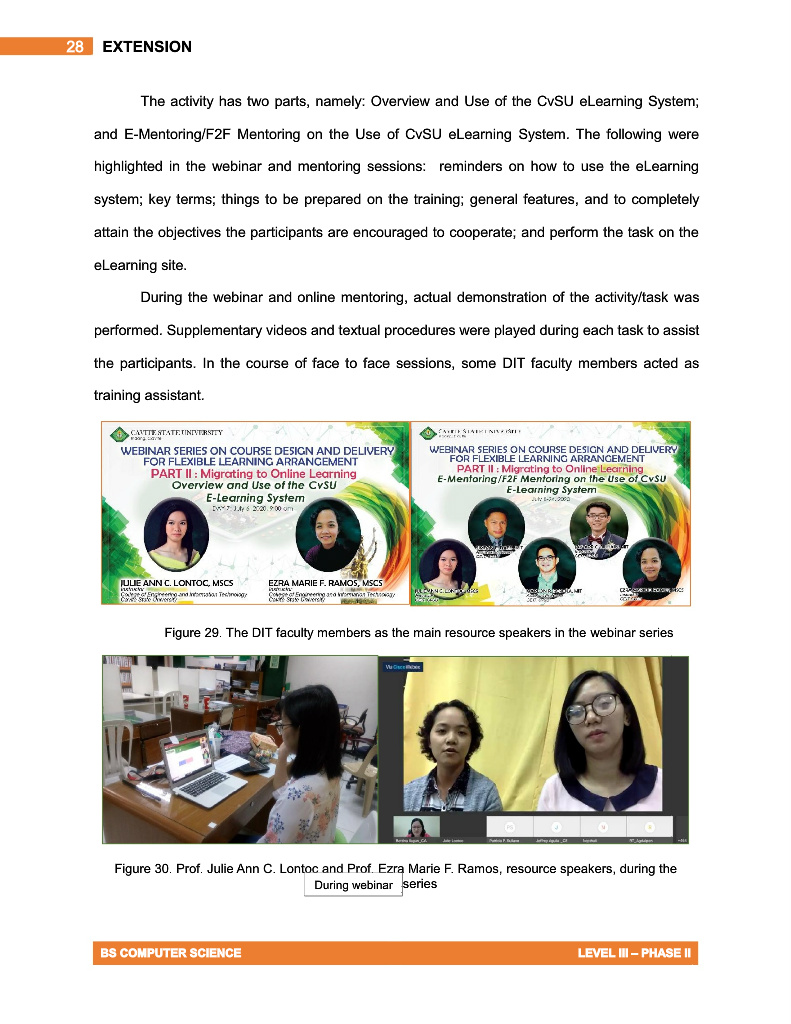 28 EXTENSION
The activity has two parts, namely: Overview and Use of the CvSU eLearning System;
and E-Mentoring/F2F Mentoring on the Use of CvSU eLearning System. The following were
highlighted in the webinar and mentoring sessions: reminders on how to use the eLearning
system; key terms; things to be prepared on the training; general features, and to completely
attain the objectives the participants are encouraged to cooperate; and perform the task on the
eLearning site.
During the webinar and online mentoring, actual demonstration of the activity/task was
performed. Supplementary videos and textual procedures were played during each task to assist
the participants. In the course of face to face sessions, some DIT faculty members acted as
training assistant.
CAVITE STATE UNIVERSITY
Indang, Cavite
WEBINAR SERIES ON COURSE DESIGN AND DELIVERY
FOR FLEXIBLE LEARNING ARRANGEMENT
PART II : Migrating to Online Learning
Overview and Use of the CvSU
E-Learning System
DAY 7: July 6, 2020, 9:00 am
JULIE ANN C. LONTOC, MSCS
Instructor
College of Engineering and Information Technology
Cavite State University
EZRA MARIE F. RAMOS, MSCS
Instructor
College of Engineering and Information Technology
Cavite State University
CAVITE STATE UNIVERSITY
WEBINAR SERIES ON COURSE DESIGN AND DELIVERY
FOR FLEXIBLE LEARNING ARRANGEMENT
PART II : Migrating to Online Learning
E-Mentoring/F2F Mentoring on the Use of CvSU
E-Learning System
Figure 29. The DIT faculty members as the main resource speakers in the webinar series
Via Cisco Webex
Figure 30. Prof. Julie Ann C. Lontoc and Prof. Ezra Marie F. Ramos, resource speakers, during the
During webinar series
BS COMPUTER SCIENCE LEVEL III – PHASE II